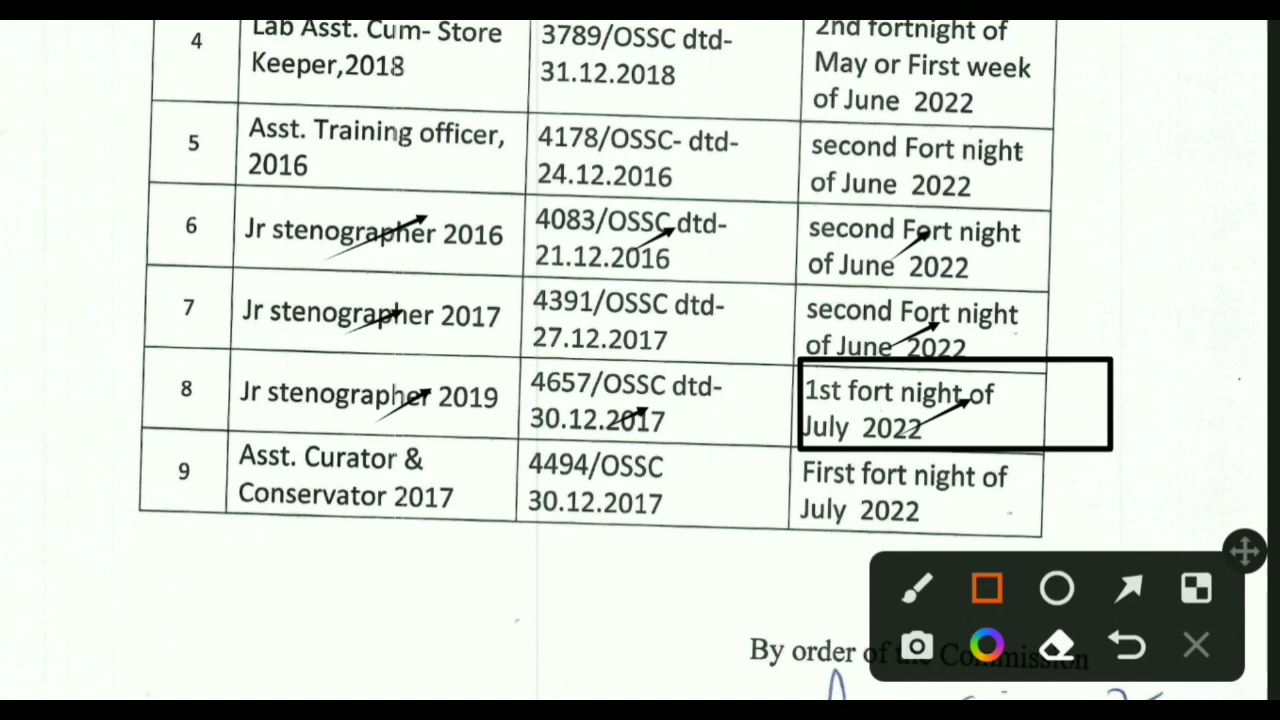 4
Lab Asst. Cum- Store
Keeper,2018
3789/OSSC dtd-
31.12.2018
2nd fortnight of
May or First week
of June 2022
5
Asst. Training officer,
2016
4178/OSSC- dtd-
24.12.2016
second Fort night
of June 2022
6
Jr stenographer 2016
4083/OSSC dtd-
21.12.2016
second Fort night
of June 2022
7
Jr stenographer 2017
4391/OSSC dtd-
27.12.2017
second Fort night
of June 2022
8
Jr stenographer 2019
4657/OSSC dtd-
30.12.2017
1st fort night of
July 2022
9
Asst. Curator &
Conservator 2017
4494/OSSC
30.12.2017
First fort night of
July 2022
By order of the Commission